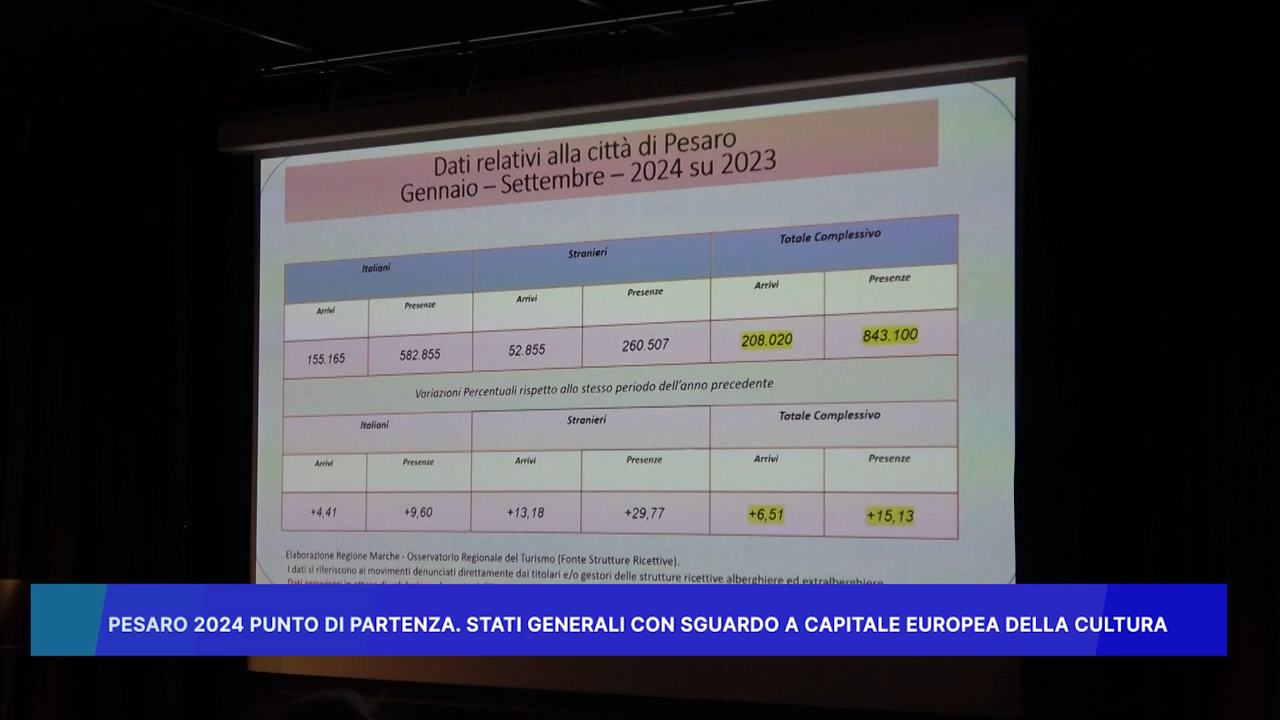 Dati relativi alla città di Pesaro
Gennaio – Settembre – 2024 su 2023
Italiani Stranieri Totale Complessivo
Arrivi Presenze Arrivi Presenze Arrivi Presenze
155.165 582.855 52.855 260.507 208.020 843.100
Variazioni Percentuali rispetto allo stesso periodo dell'anno precedente
Italiani Stranieri Totale Complessivo
Arrivi Presenze Arrivi Presenze Arrivi Presenze
+4,41 +9,60 +13,18 +29,77 +6,51 +15,13
Elaborazione Regione Marche - Osservatorio Regionale del Turismo (Fonte Strutture Ricettive).
I dati si riferiscono ai movimenti denunciati direttamente dai titolari e/o gestori delle strutture ricettive alberghiere ed extralberghiere
PESARO 2024 PUNTO DI PARTENZA. STATI GENERALI CON SGUARDO A CAPITALE EUROPEA DELLA CULTURA